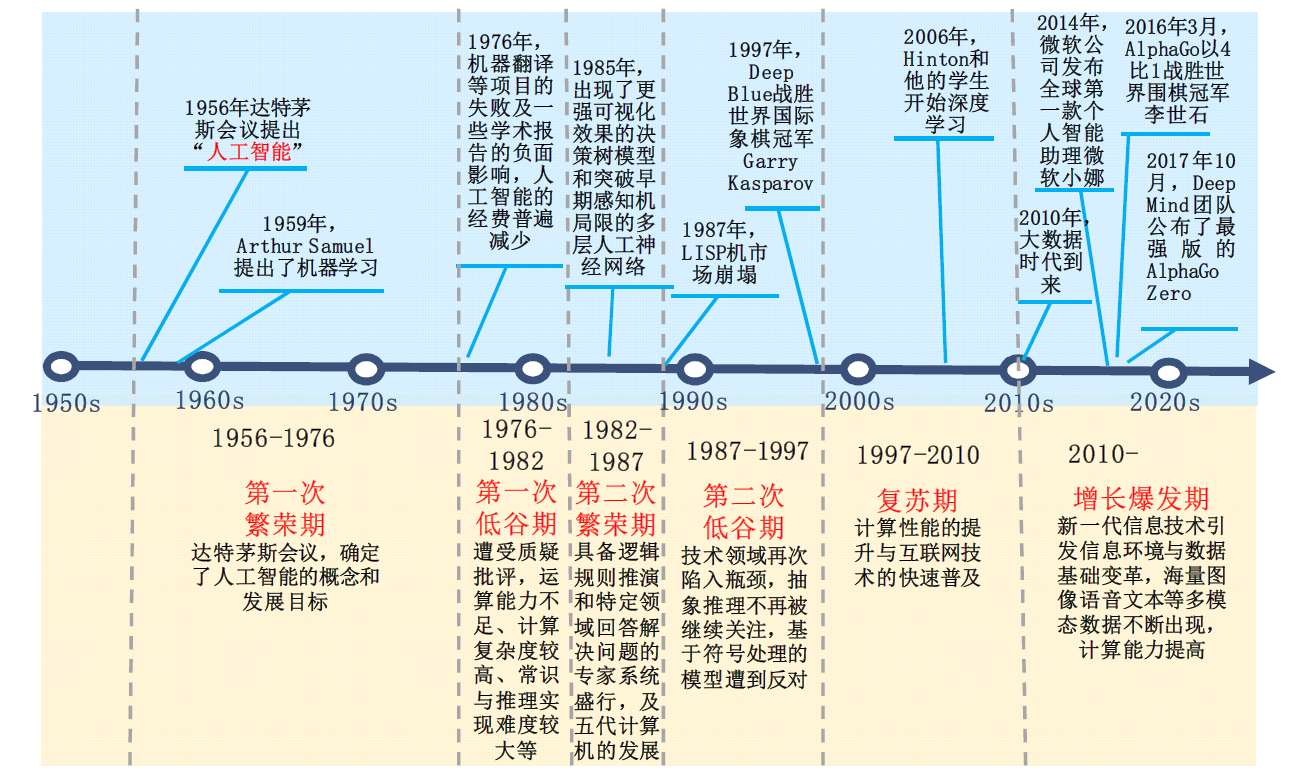 1956年达特茅
斯会议提出
“人工智能”
1959年,
Arthur Samuel
提出了机器学习
1976年,
机器翻译
等项目的
失败及一
些学术报
告的负面
影响,人
工智能的
经费普遍
减少
1985年,
出现了更
强可视化
效果的决
策树模型
和突破早
期感知机
局限的多
层人工神
经网络
1987年,
LISP机市
场崩塌
1997年,
Deep
Blue战胜
世界国际
象棋冠军
Garry
Kasparov
2006年,
Hinton和
他的学生
开始深度
学习
2010年,
大数据
时代到
来
2014年,
微软公
司发布
全球第
一款个
人智能
助理微
软小娜
2016年3月,
AlphaGo以4
比1战胜世
界围棋冠军
李世石
2017年10
月,Deep
Mind团队
公布了最
强版的
AlphaGo
Zero
1950s
1960s
1970s
1980s
1990s
2000s
2010s
2020s
1956-1976
第一次
繁荣期
达特茅斯会议,确定
了人工智能的概念和
发展目标
1976-
1982
第一次
低谷期
遭受质疑
批评,运
算能力不
足、计算
复杂度较
高、常识
与推理实
现难度较
大等
1982-
1987
第二次
繁荣期
具备逻辑
规则推演
和特定领
域回答解
决问题的
专家系统
盛行,及
五代计算
机的发展
1987-1997
第二次
低谷期
技术领域再次
陷入瓶颈,抽
象推理不再被
继续关注,基
于符号处理的
模型遭到反对
1997-2010
复苏期
计算性能的提
升与互联网技
术的快速普及
2010-
增长爆发期
新一代信息技术引
发信息环境与数据
基础变革,海量图
像语音文本等多模
态数据不断出现,
计算能力提高